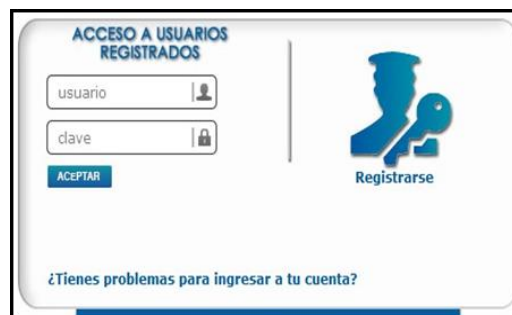 ACCESO A USUARIOS
REGISTRADOS
usuario
clave
ACEPTAR
Registrarse
¿Tienes problemas para ingresar a tu cuenta?